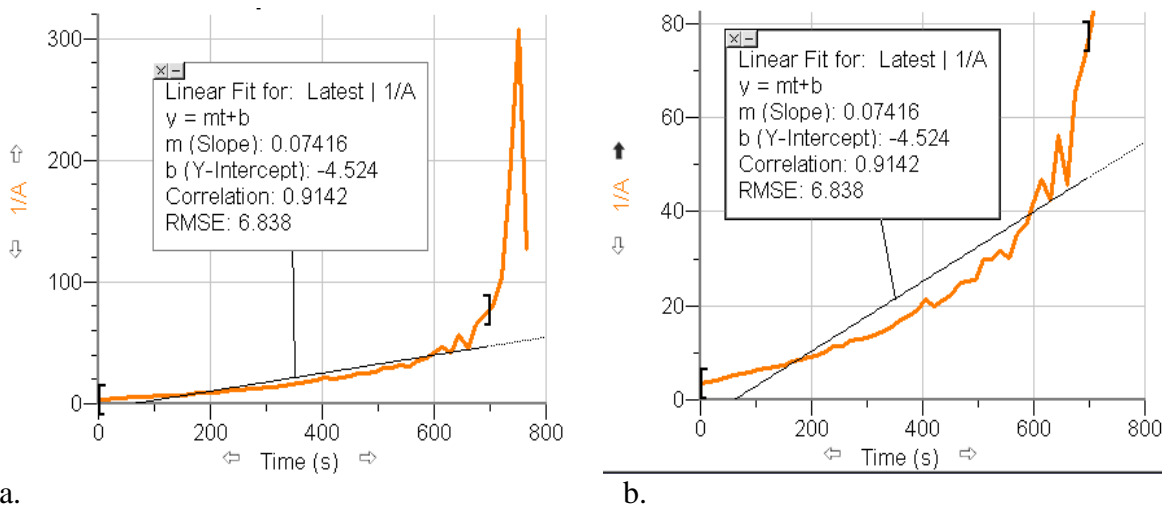 300
200
100
0
1/A
× −
Linear Fit for: Latest | 1/A
y = mt+b
m (Slope): 0.07416
b (Y-Intercept): -4.524
Correlation: 0.9142
RMSE: 6.838
0 200 400 600 800
Time (s)
a.
80
60
40
20
0
1/A
× −
Linear Fit for: Latest | 1/A
y = mt+b
m (Slope): 0.07416
b (Y-Intercept): -4.524
Correlation: 0.9142
RMSE: 6.838
0 200 400 600 800
Time (s)
b.